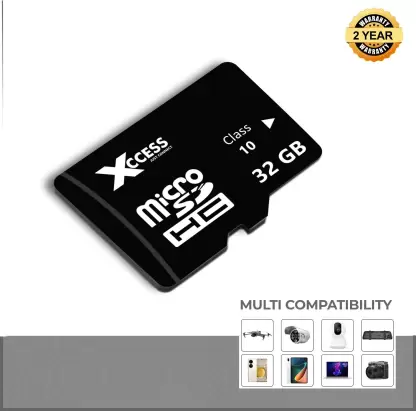 WARRANTY
2 YEAR
WARRANTY
XCCESS
Class
10
32 GB
micro
SD
HC
MULTI COMPATIBILITY